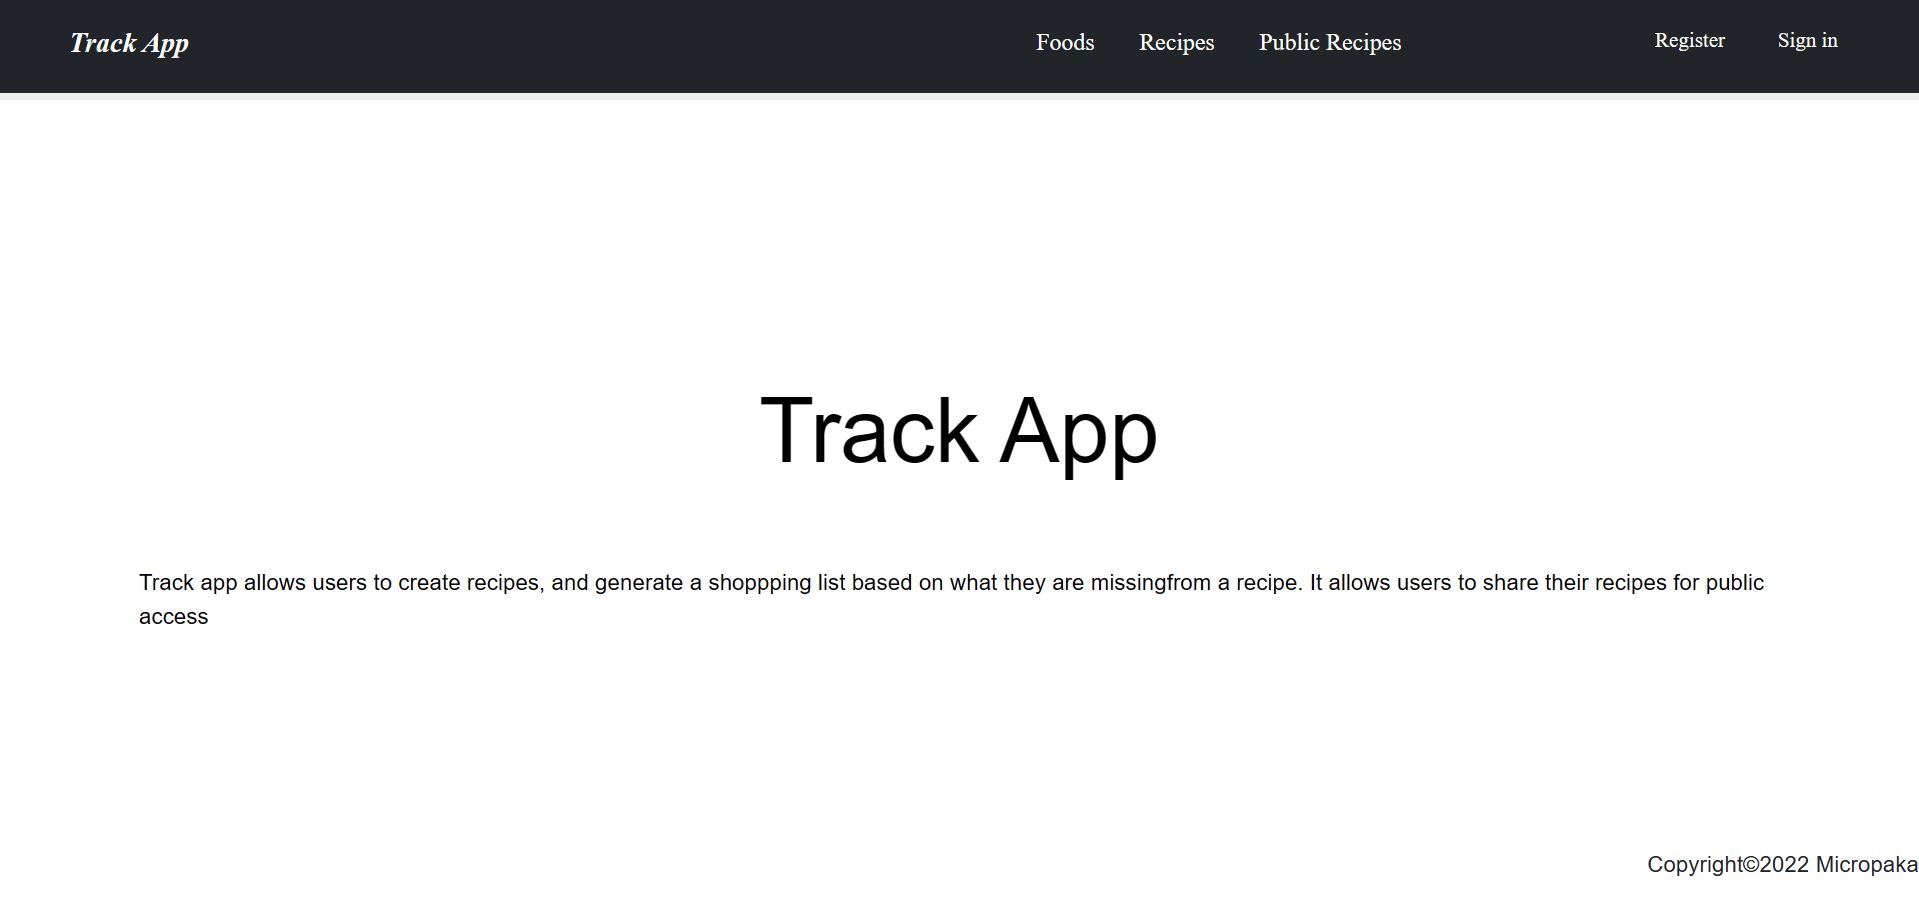 Track App
Foods Recipes Public Recipes
Register Sign in
Track App
Track app allows users to create recipes, and generate a shoppping list based on what they are missingfrom a recipe. It allows users to share their recipes for public
access
Copyright©2022 Micropaka